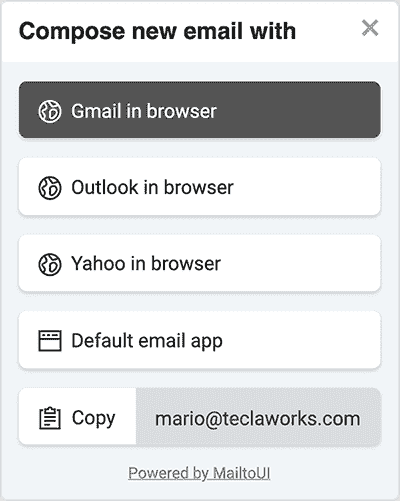 Compose new email with
Gmail in browser
Outlook in browser
Yahoo in browser
Default email app
Copy mario@teclaworks.com
Powered by MailtoUI